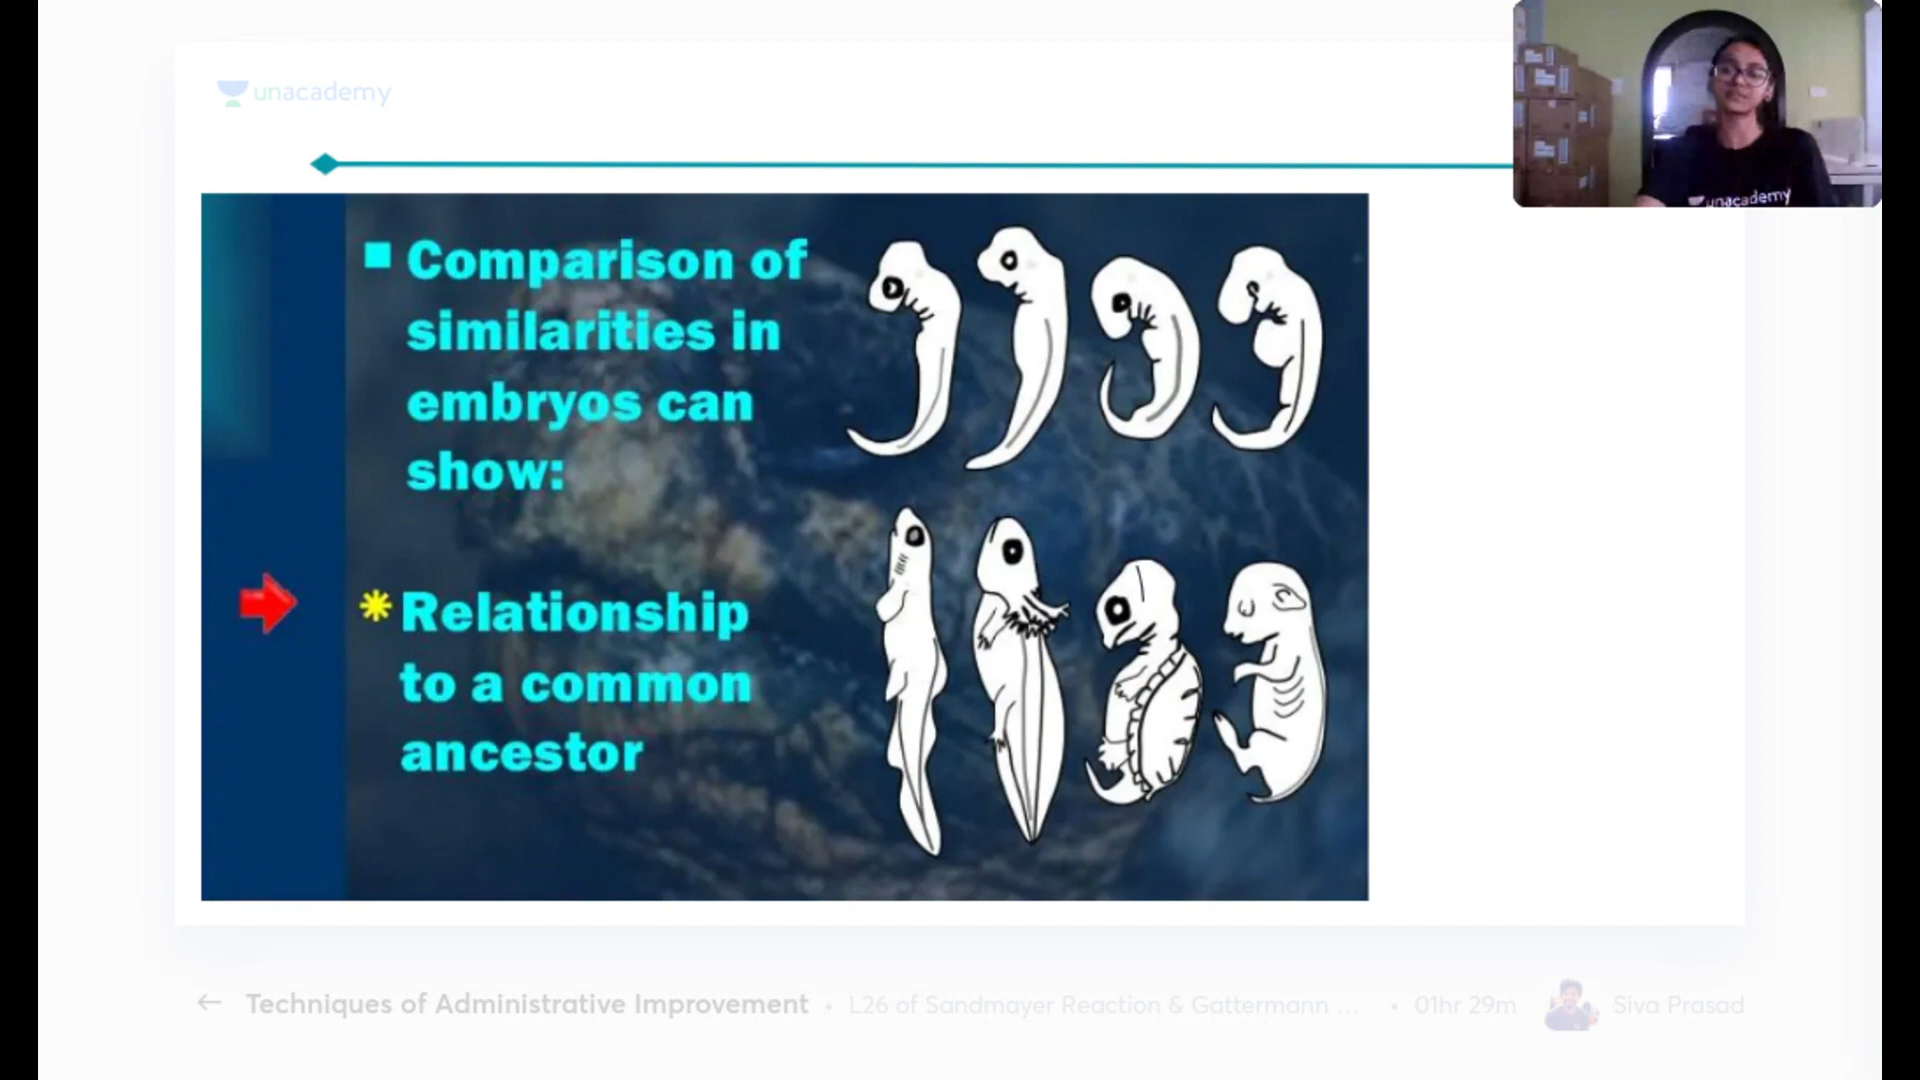 unacademy
■ Comparison of
similarities in
embryos can
show:
* Relationship
to a common
ancestor
unacademy
← Techniques of Administrative Improvement • L26 of Sandmayer Reaction & Gattermann ... • 01hr 29m Siva Prasad